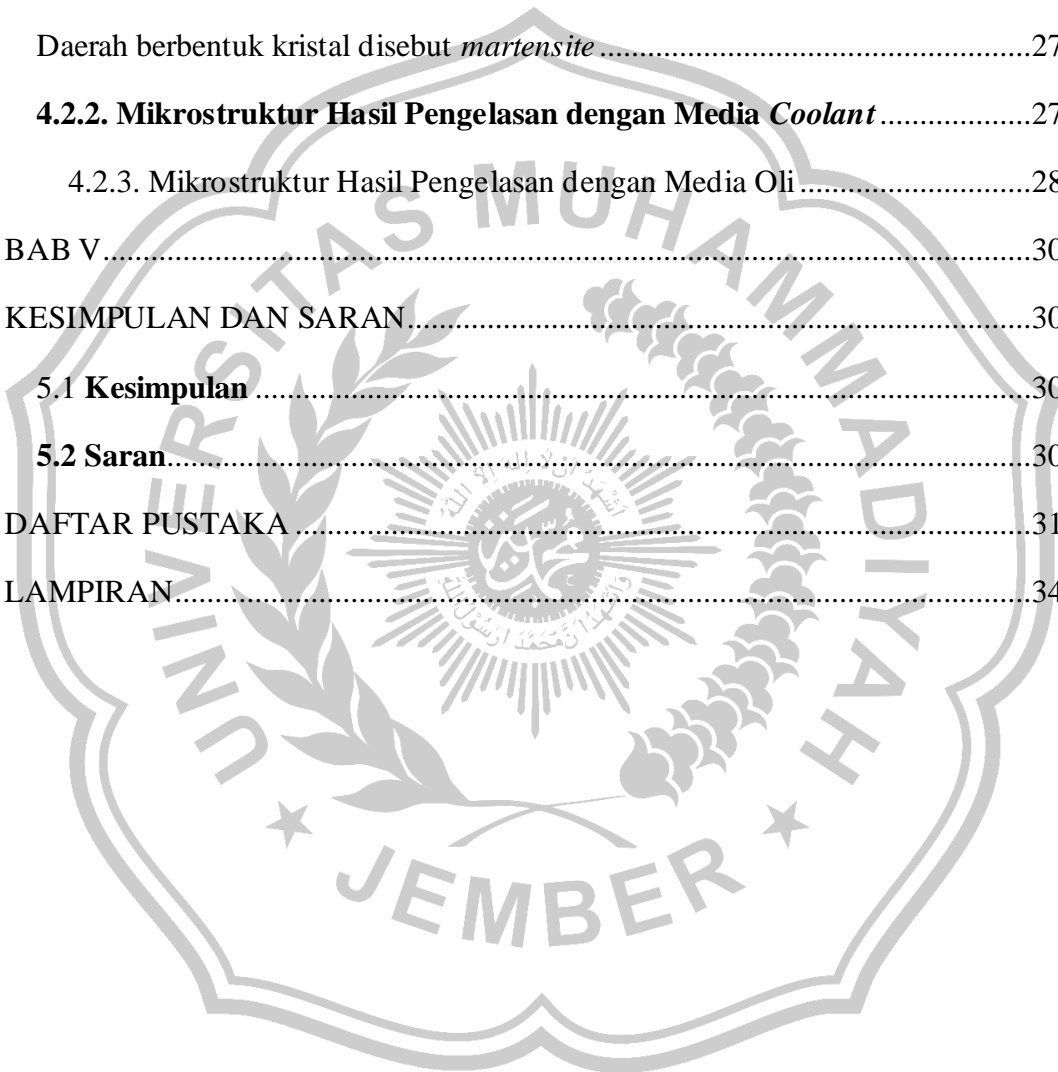 Daerah berbentuk kristal disebut martensite.......................................................27
4.2.2. Mikrostruktur Hasil Pengelasan dengan Media Coolant...................27
4.2.3. Mikrostruktur Hasil Pengelasan dengan Media Oli.............................28
BAB V......................................................................................................................30
KESIMPULAN DAN SARAN................................................................................30
5.1 Kesimpulan.......................................................................................................30
5.2 Saran..................................................................................................................30
DAFTAR PUSTAKA..............................................................................................31
LAMPIRAN.............................................................................................................34
UNIVERSITAS MUHAMMADIYAH
JEMBER